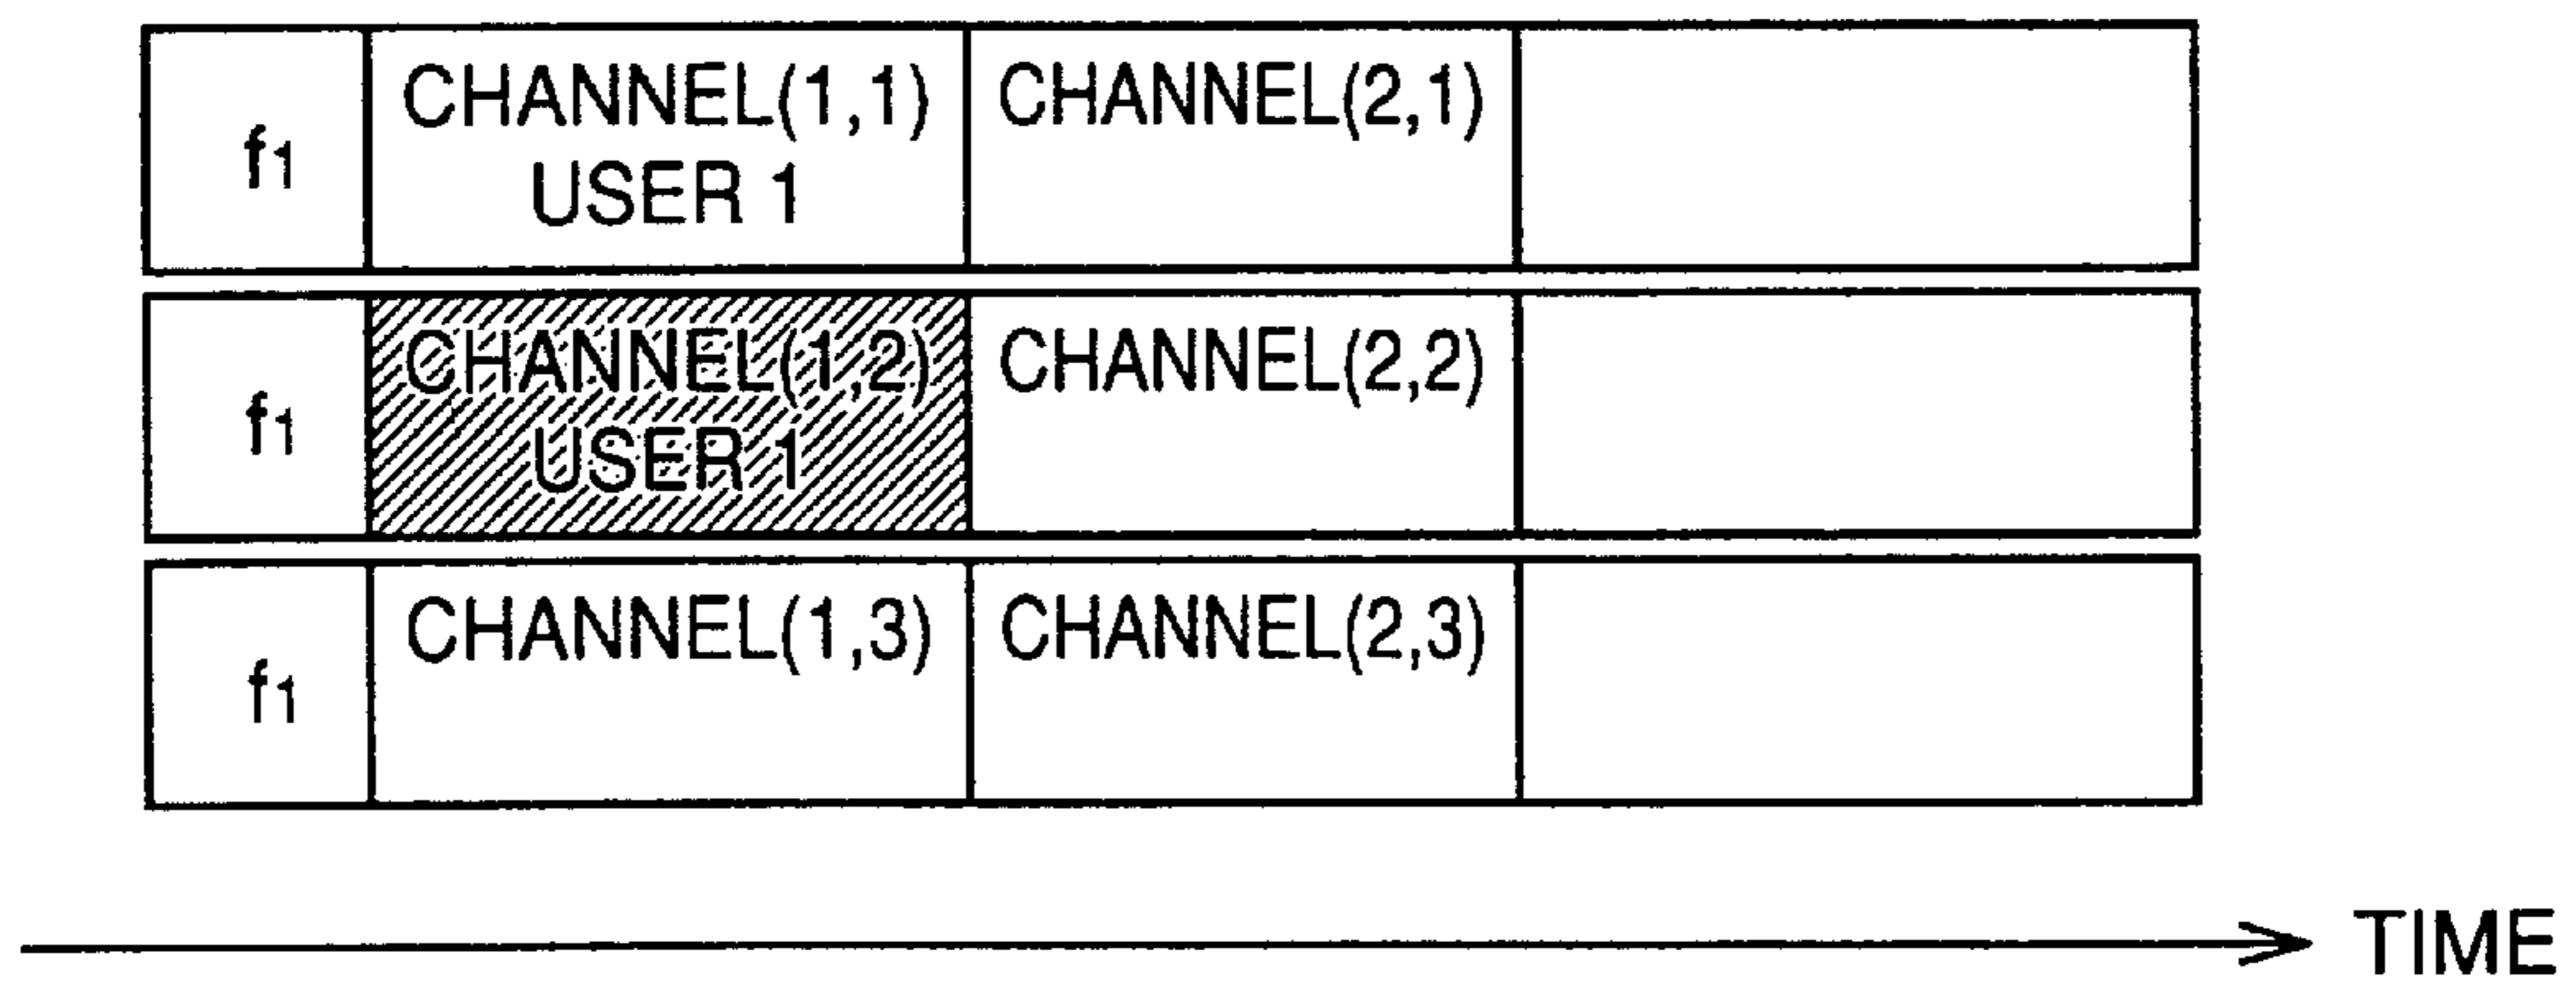 f1 CHANNEL(1,1) CHANNEL(2,1)
USER 1
f1 CHANNEL(1,2) CHANNEL(2,2)
USER 1
f1 CHANNEL(1,3) CHANNEL(2,3)
TIME